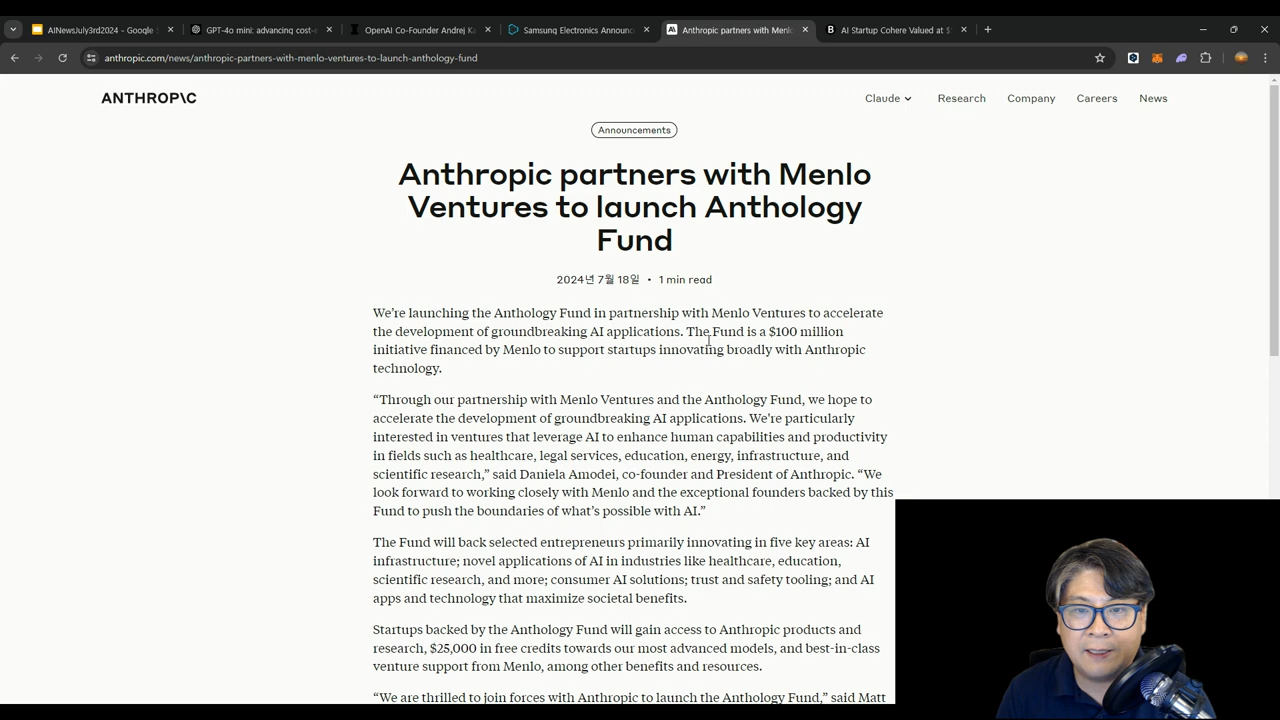 AINewsJuly3rd2024 - Google S
GPT-4o mini: advancing cost-e
OpenAI Co-Founder Andrej Ka
Samsung Electronics Announc
Anthropic partners with Menlo
AI Startup Cohere Valued at $
anthropic.com/news/anthropic-partners-with-menlo-ventures-to-launch-anthology-fund
ANTHROP\C
Claude
Research
Company
Careers
News
Announcements
Anthropic partners with Menlo
Ventures to launch Anthology
Fund
2024년 7월 18일 • 1 min read
We’re launching the Anthology Fund in partnership with Menlo Ventures to accelerate
the development of groundbreaking AI applications. The Fund is a $100 million
initiative financed by Menlo to support startups innovating broadly with Anthropic
technology.
“Through our partnership with Menlo Ventures and the Anthology Fund, we hope to
accelerate the development of groundbreaking AI applications. We're particularly
interested in ventures that leverage AI to enhance human capabilities and productivity
in fields such as healthcare, legal services, education, energy, infrastructure, and
scientific research,” said Daniela Amodei, co-founder and President of Anthropic. “We
look forward to working closely with Menlo and the exceptional founders backed by this
Fund to push the boundaries of what’s possible with AI.”
The Fund will back selected entrepreneurs primarily innovating in five key areas: AI
infrastructure; novel applications of AI in industries like healthcare, education,
scientific research, and more; consumer AI solutions; trust and safety tooling; and AI
apps and technology that maximize societal benefits.
Startups backed by the Anthology Fund will gain access to Anthropic products and
research, $25,000 in free credits towards our most advanced models, and best-in-class
venture support from Menlo, among other benefits and resources.
“We are thrilled to join forces with Anthropic to launch the Anthology Fund,” said Matt